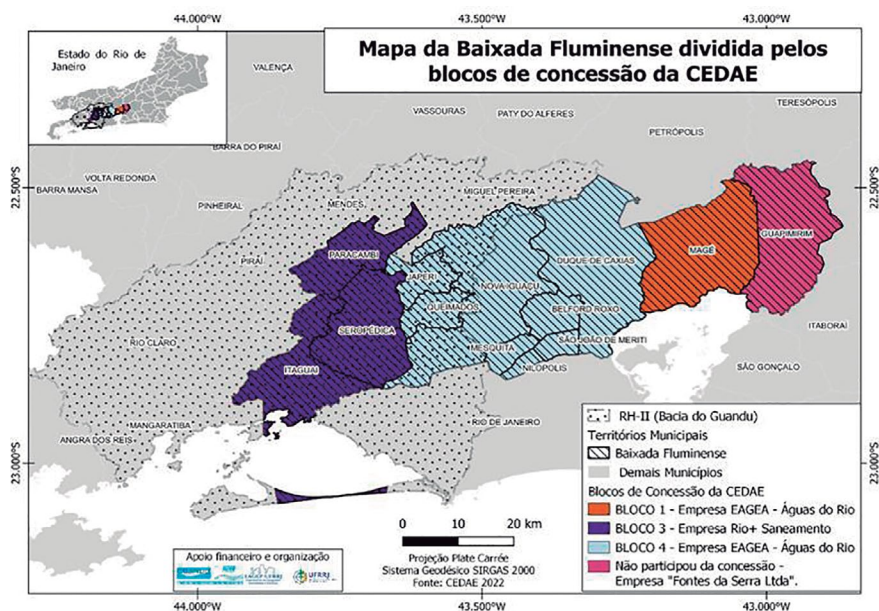 44.000°W
43.500°W
43.000°W
Estado do Rio de
Janeiro
Mapa da Baixada Fluminense dividida pelos
blocos de concessão da CEDAE
VALENÇA
VASSOURAS
PATY DO ALFERES
TERESÓPOLIS
PETRÓPOLIS
BARRA DO PIRAÍ
22.500°S
22.500°S
VOLTA REDONDA
BARRA MANSA
PINHEIRAL
MENDES
MIGUEL PEREIRA
GUAPIMIRIM
MAGÉ
PARACAMBI
PIRAÍ
DUQUE DE CAXIAS
JAPERI
NOVA IGUAÇU
QUEIMADOS
BELFORD ROXO
ITABORAÍ
SEROPÉDICA
RIO CLARO
MESQUITA
SÃO JOÃO DE MERITI
ITAGUAÍ
NILÓPOLIS
SÃO GONÇALO
MANGARATIBA
RIO DE JANEIRO
ANGRA DOS REIS
23.000°S
23.000°S
RH-II (Bacia do Guandu)
Territórios Municipais
Baixada Fluminense
Demais Municípios
Blocos de Concessão da CEDAE
BLOCO 1 - Empresa EAGEA - Águas do Rio
BLOCO 3 - Empresa Rio+ Saneamento
BLOCO 4 - Empresa EAGEA - Águas do Rio
Não participou da concessão -
Empresa "Fontes da Serra Ltda".
0 10 20 km
Projeção Plate Carrée
Sistema Geodésico SIRGAS 2000
Fonte: CEDAE 2022
Apoio financeiro e organização
UFRRJ
44.000°W
43.500°W
43.000°W